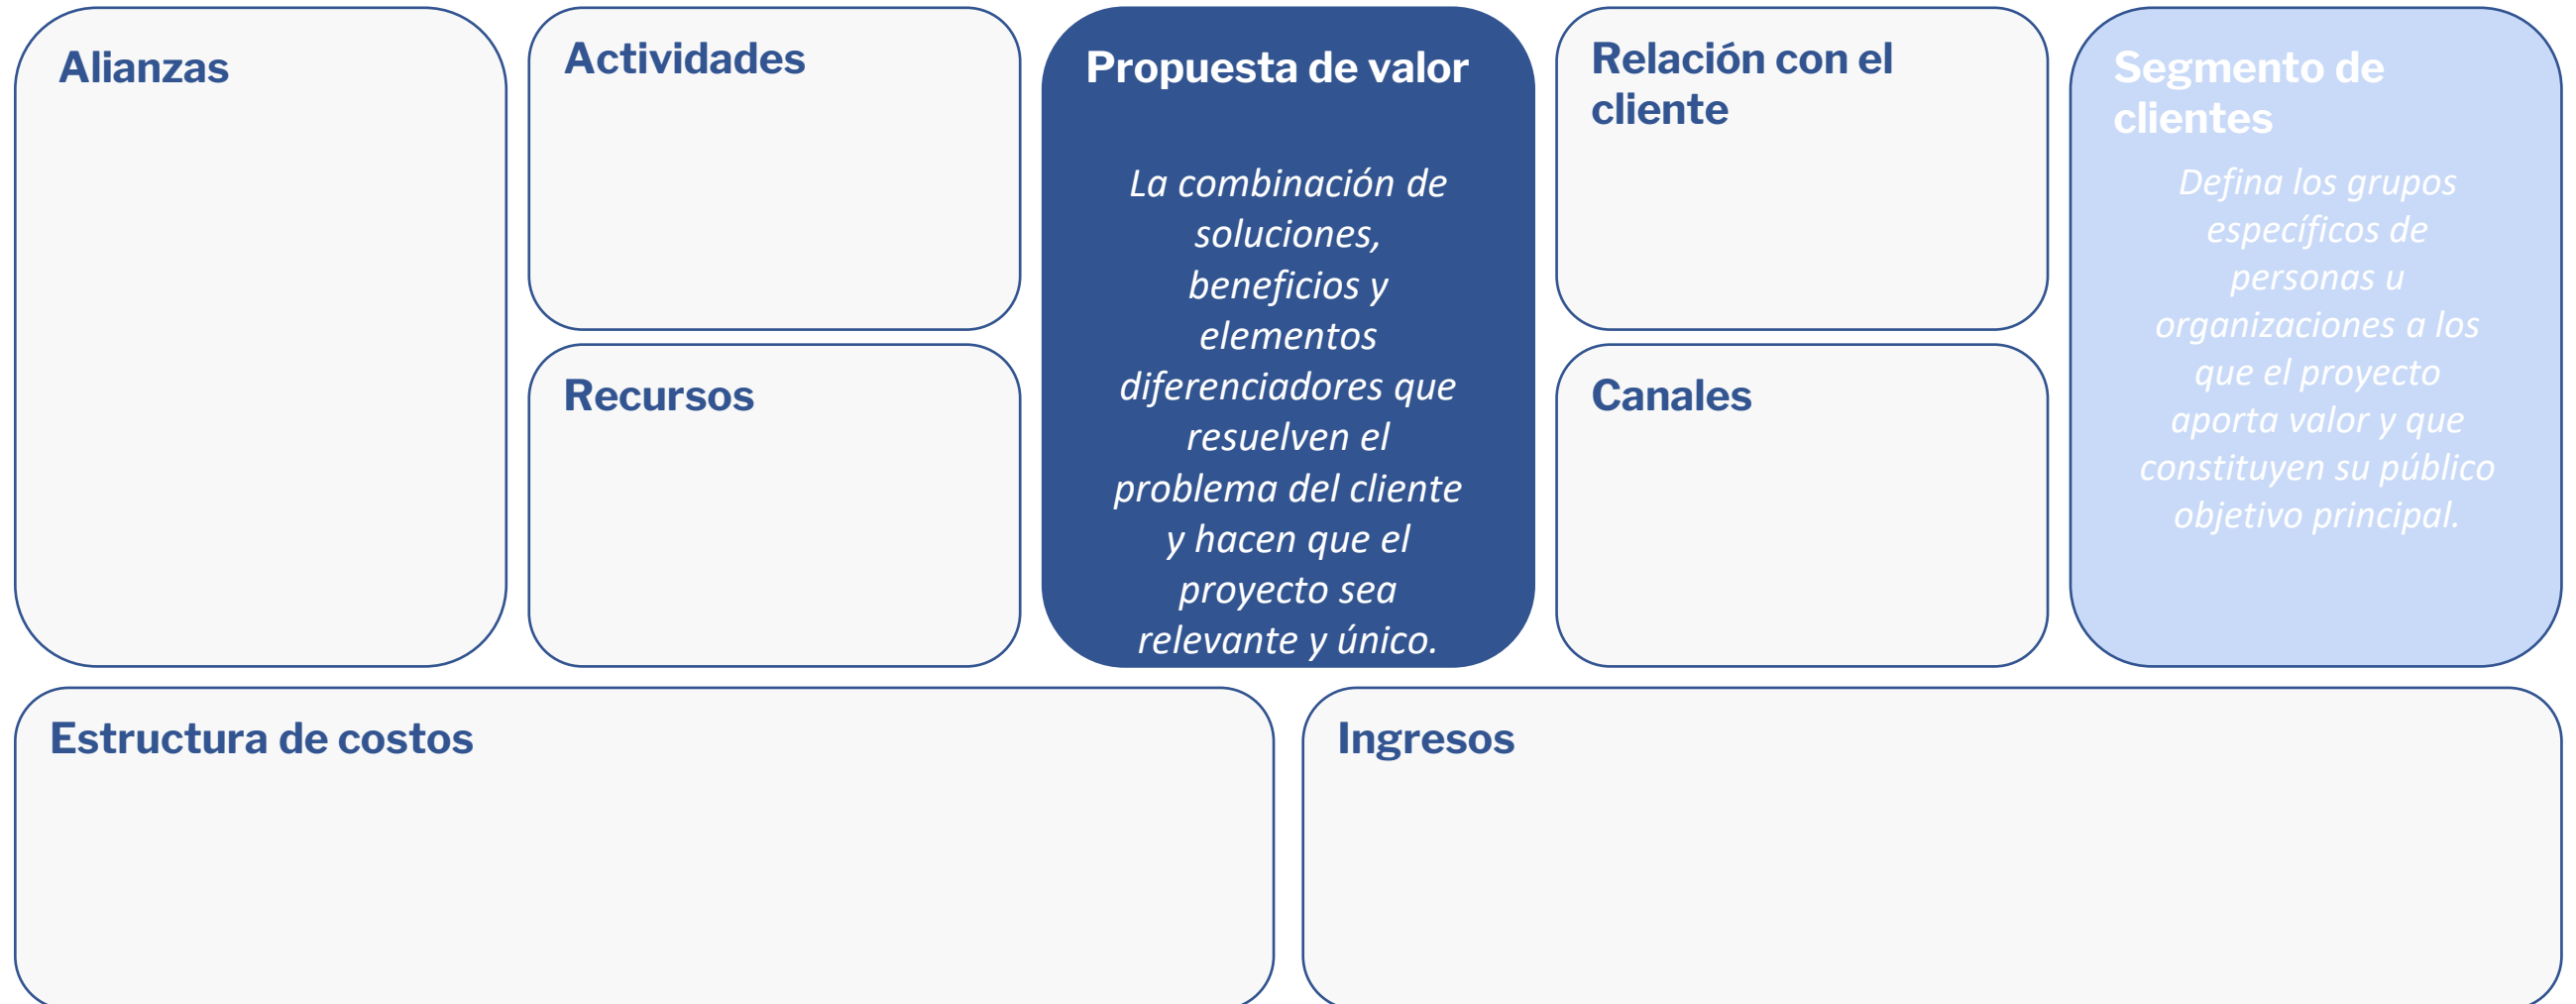 Alianzas
Actividades
Recursos
Propuesta de valor
La combinación de
soluciones,
beneficios y
elementos
diferenciadores que
resuelven el
problema del cliente
y hacen que el
proyecto sea
relevante y único.
Relación con el
cliente
Canales
Segmento de
clientes
Defina los grupos
específicos de
personas u
organizaciones a los
que el proyecto
aporta valor y que
constituyen su público
objetivo principal.
Estructura de costos
Ingresos